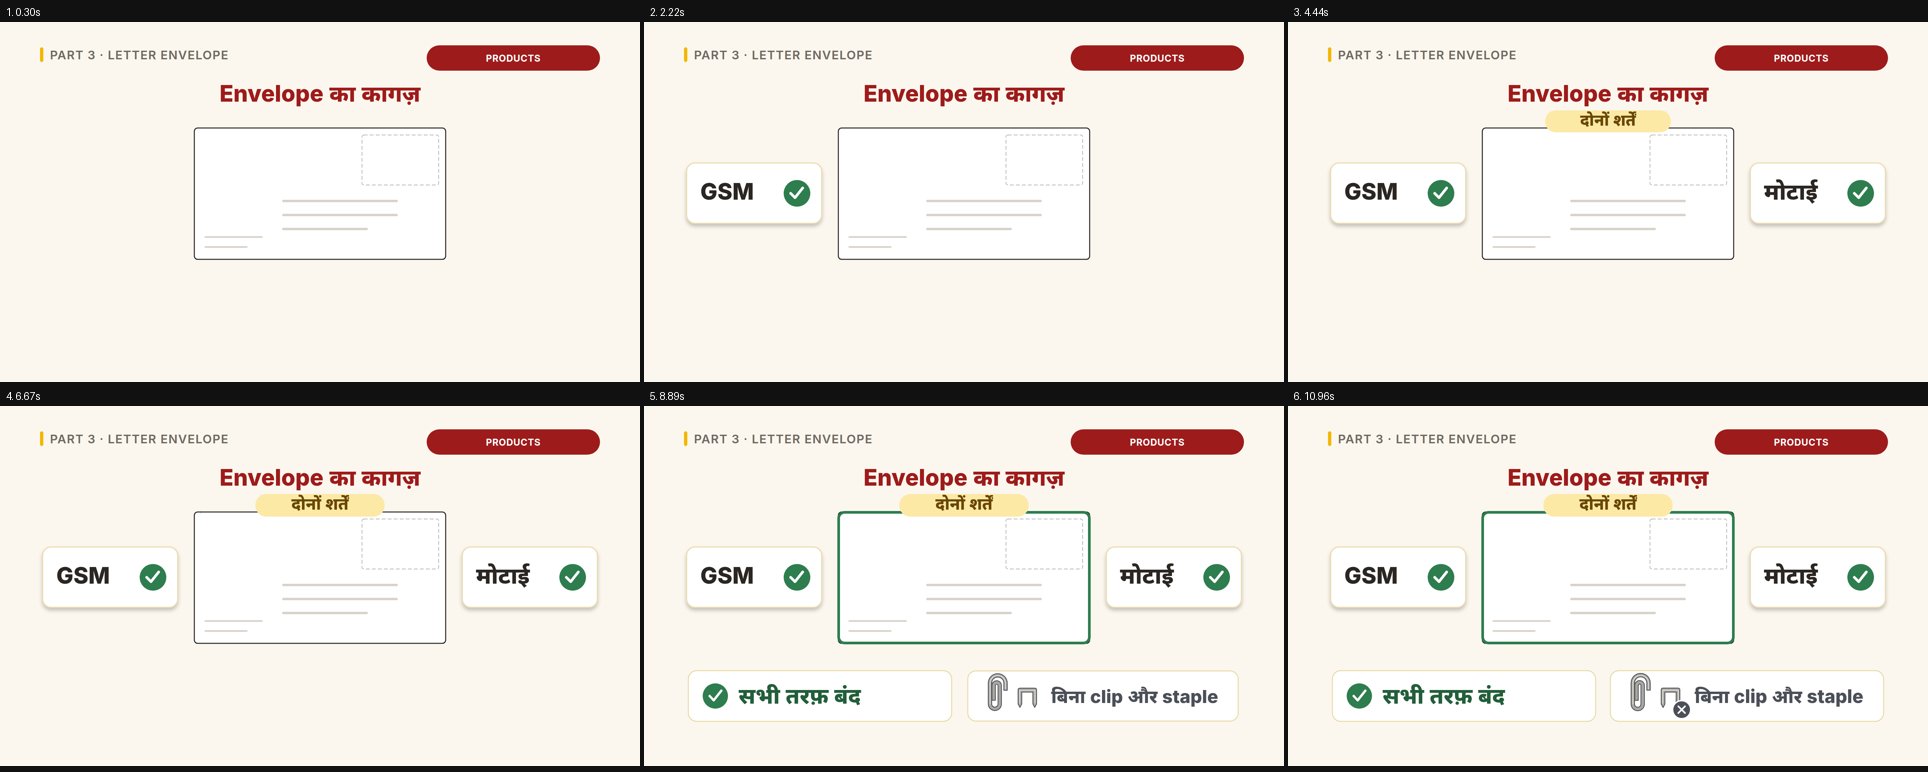 1. 0.30s
PART 3 · LETTER ENVELOPE
PRODUCTS
Envelope का कागज़
2. 2.22s
PART 3 · LETTER ENVELOPE
PRODUCTS
Envelope का कागज़
GSM
3. 4.44s
PART 3 · LETTER ENVELOPE
PRODUCTS
Envelope का कागज़
दोनों शर्तें
GSM
मोटाई
4. 6.67s
PART 3 · LETTER ENVELOPE
PRODUCTS
Envelope का कागज़
दोनों शर्तें
GSM
मोटाई
5. 8.89s
PART 3 · LETTER ENVELOPE
PRODUCTS
Envelope का कागज़
दोनों शर्तें
GSM
मोटाई
सभी तरफ़ बंद
बिना clip और staple
6. 10.96s
PART 3 · LETTER ENVELOPE
PRODUCTS
Envelope का कागज़
दोनों शर्तें
GSM
मोटाई
सभी तरफ़ बंद
बिना clip और staple